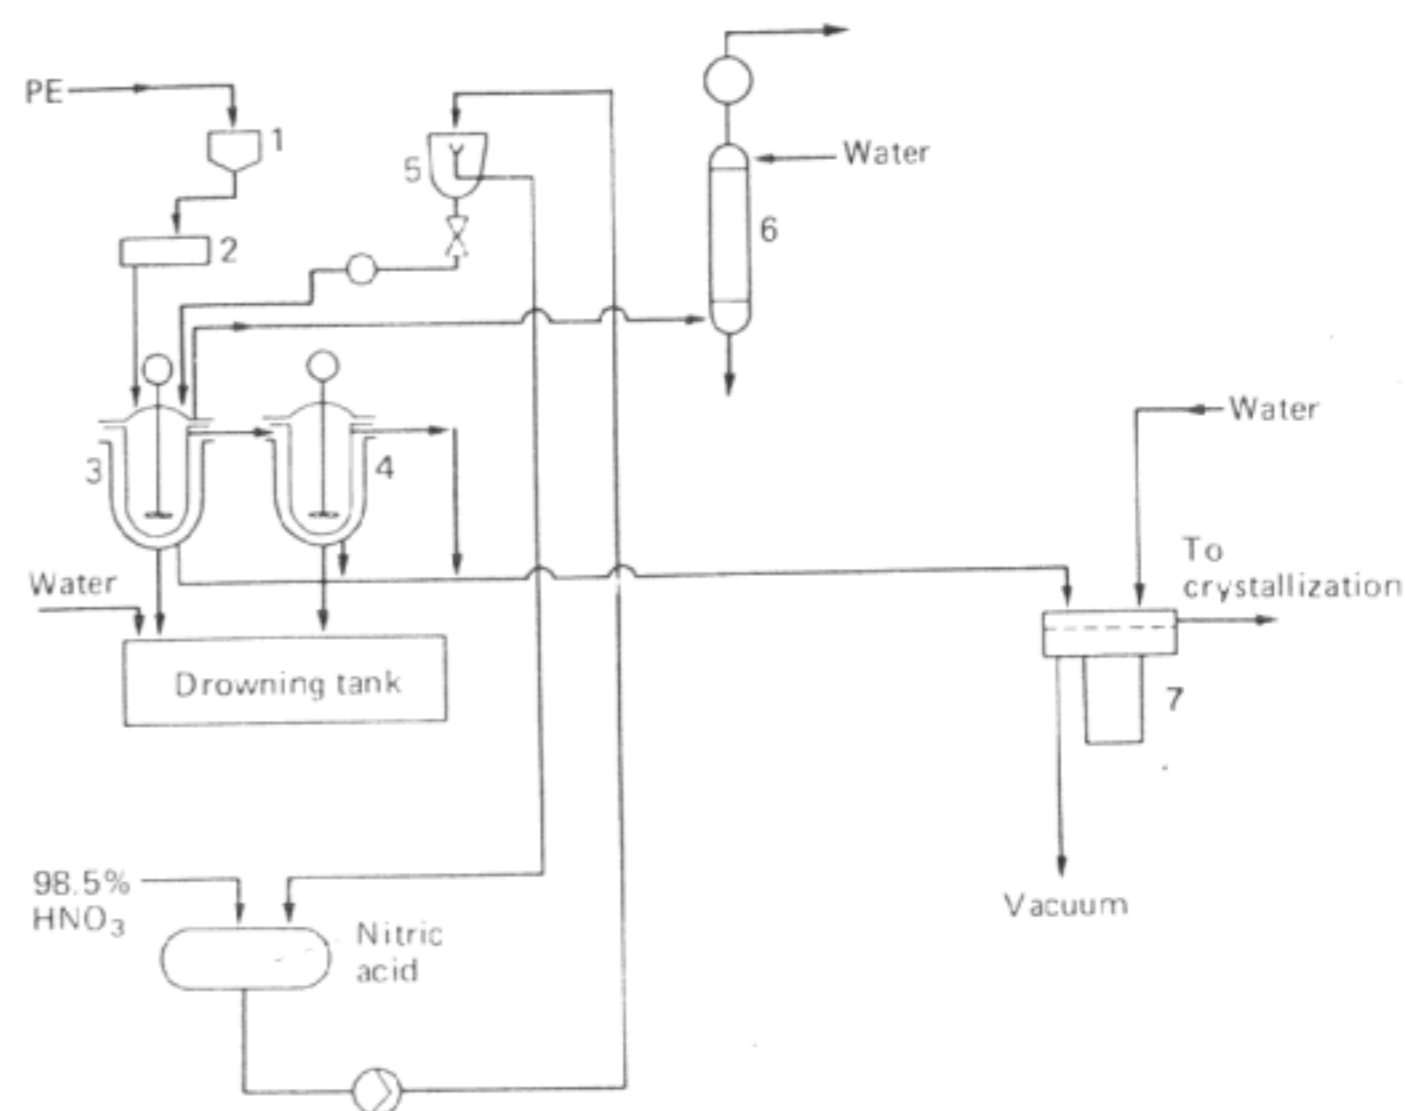 PE
1
5
Water
6
2
3
4
Water
Water
To
crystallization
Drowning tank
7
98.5%
HNO3
Nitric
acid
Vacuum